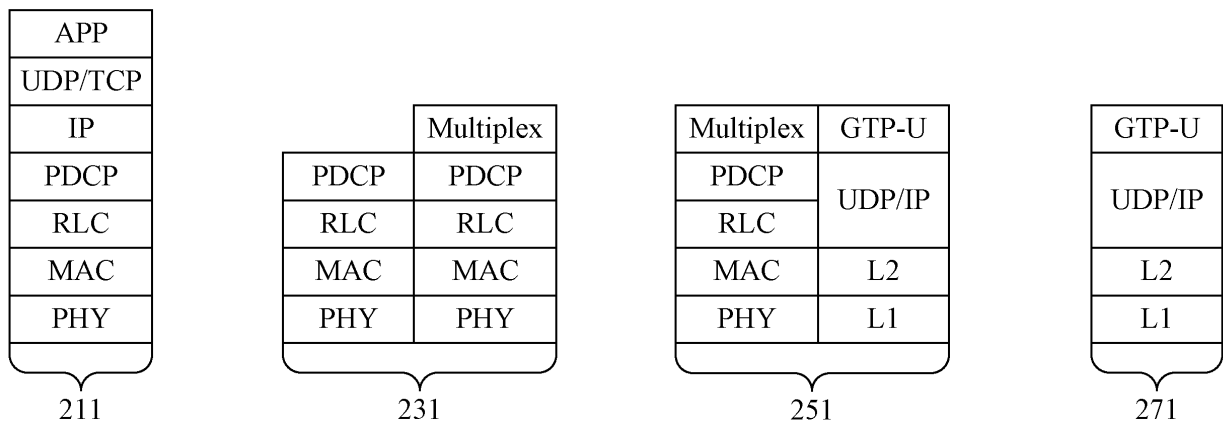 APP
UDP/TCP
IP
PDCP
RLC
MAC
PHY
211
Multiplex
PDCP PDCP
RLC RLC
MAC MAC
PHY PHY
231
Multiplex GTP-U
PDCP
UDP/IP
RLC
MAC L2
PHY L1
251
GTP-U
UDP/IP
L2
L1
271